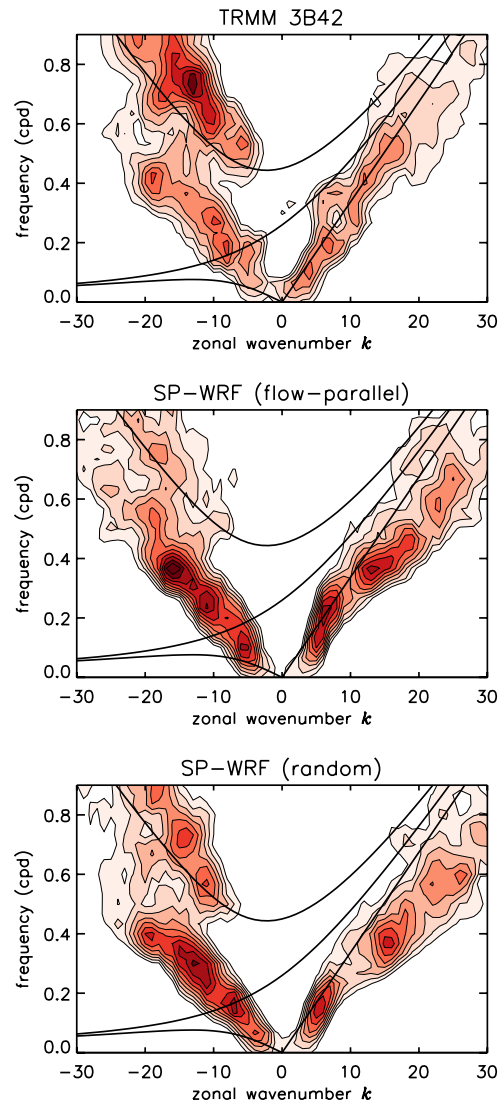 TRMM 3B42
0.8
0.6
0.4
0.2
0.0
frequency (cpd)
−30 −20 −10 0 10 20 30
zonal wavenumber k
SP−WRF (flow−parallel)
0.8
0.6
0.4
0.2
0.0
frequency (cpd)
−30 −20 −10 0 10 20 30
zonal wavenumber k
SP−WRF (random)
0.8
0.6
0.4
0.2
0.0
frequency (cpd)
−30 −20 −10 0 10 20 30
zonal wavenumber k